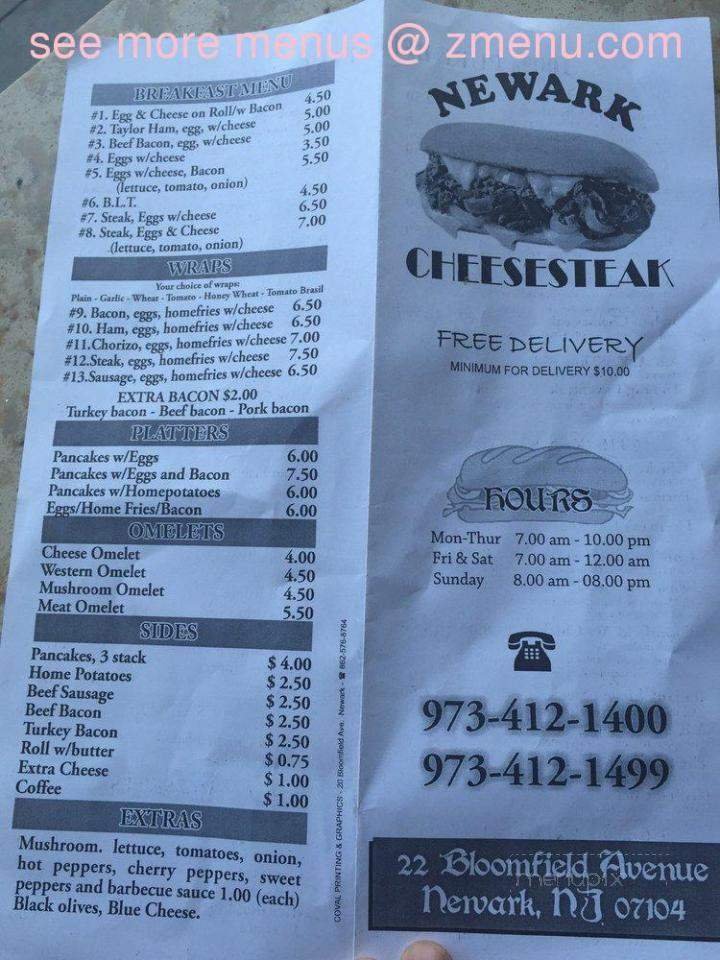 see more menus @ zmenu.com
BREAKFAST MENU
#1. Egg & Cheese on Roll/w Bacon 4.50
#2. Taylor Ham, egg, w/cheese 5.00
#3. Beef Bacon, egg, w/cheese 5.00
#4. Eggs w/cheese 3.50
#5. Eggs w/cheese, Bacon 5.50
(lettuce, tomato, onion)
#6. B.L.T. 4.50
#7. Steak, Eggs w/cheese 6.50
#8. Steak, Eggs & Cheese 7.00
(lettuce, tomato, onion)
WRAPS
Your choice of wraps:
Plain - Garlic - Wheat - Tomato - Honey Wheat - Tomato Brasil
#9. Bacon, eggs, homefries w/cheese 6.50
#10. Ham, eggs, homefries w/cheese 6.50
#11.Chorizo, eggs, homefries w/cheese 7.00
#12.Steak, eggs, homefries w/cheese 7.50
#13.Sausage, eggs, homefries w/cheese 6.50
EXTRA BACON $2.00
Turkey bacon - Beef bacon - Pork bacon
PLATTERS
Pancakes w/Eggs 6.00
Pancakes w/Eggs and Bacon 7.50
Pancakes w/Homepotatoes 6.00
Eggs/Home Fries/Bacon 6.00
OMELETS
Cheese Omelet 4.00
Western Omelet 4.50
Mushroom Omelet 4.50
Meat Omelet 5.50
SIDES
Pancakes, 3 stack $ 4.00
Home Potatoes $ 2.50
Beef Sausage $ 2.50
Beef Bacon $ 2.50
Turkey Bacon $ 2.50
Roll w/butter $ 0.75
Extra Cheese $ 1.00
Coffee $ 1.00
EXTRAS
Mushroom. lettuce, tomatoes, onion,
hot peppers, cherry peppers, sweet
peppers and barbecue sauce 1.00 (each)
Black olives, Blue Cheese.
COVAL PRINTING & GRAPHICS - 20 Bloomfield Ave. Newark - ☎ 862-576-8764
NEWARK
CHEESESTEAK
FREE DELIVERY
MINIMUM FOR DELIVERY $10.00
HOURS
Mon-Thur 7.00 am - 10.00 pm
Fri & Sat 7.00 am - 12.00 am
Sunday 8.00 am - 08.00 pm
973-412-1400
973-412-1499
22 Bloomfield Avenue
menupix
Newark, NJ 07104